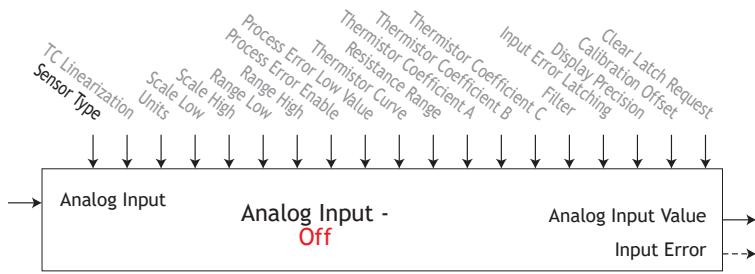 TC Linearization
Sensor Type
Units
Scale Low
Scale High
Range Low
Range High
Process Error Enable
Process Error Low Value
Thermistor Curve
Resistance Range
Thermistor Coefficient A
Thermistor Coefficient B
Thermistor Coefficient C
Filter
Input Error Latching
Display Precision
Calibration Offset
Clear Latch Request
Analog Input
Analog Input -
Off
Analog Input Value
Input Error